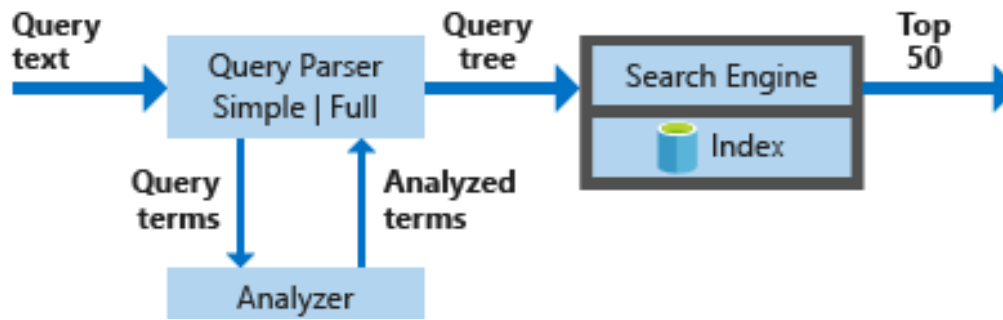 Query
text
Query Parser
Simple | Full
Query
tree
Search Engine
Index
Top
50
Query
terms
Analyzed
terms
Analyzer